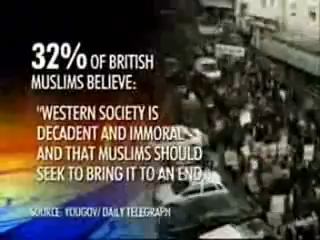 32% OF BRITISH
MUSLIMS BELIEVE:
"WESTERN SOCIETY IS
DECADENT AND IMMORAL
AND THAT MUSLIMS SHOULD
SEEK TO BRING IT TO AN END
SOURCE: YOUGOV/ DAILY TELEGRAPH